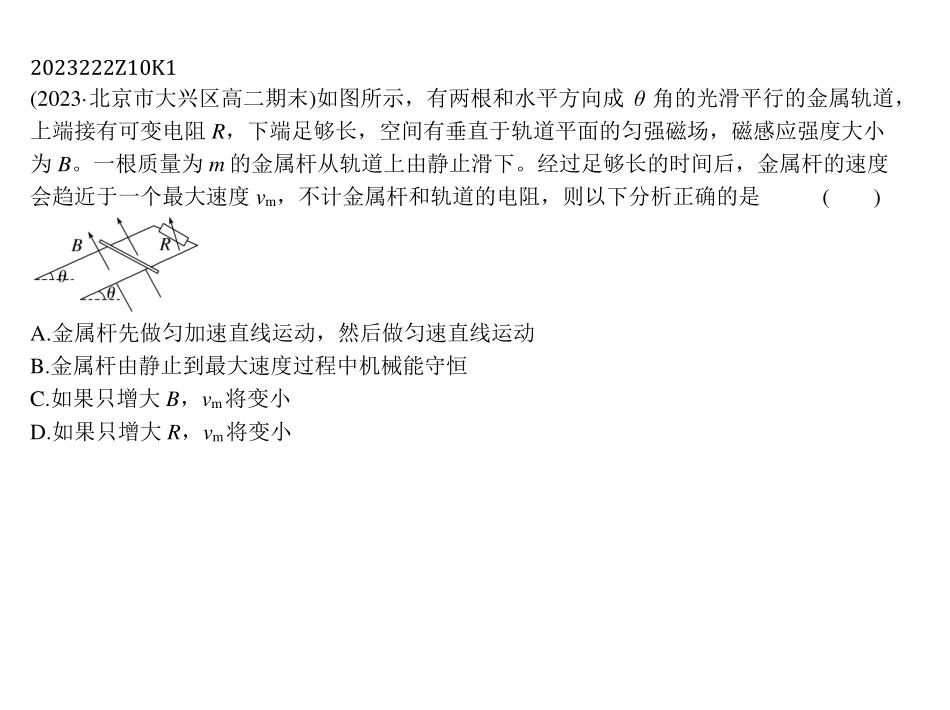 2023222Z10K1
(2023·北京市大兴区高二期末)如图所示，有两根和水平方向成 θ 角的光滑平行的金属轨道，
上端接有可变电阻 R，下端足够长，空间有垂直于轨道平面的匀强磁场，磁感应强度大小
为 B。一根质量为 m 的金属杆从轨道上由静止滑下。经过足够长的时间后，金属杆的速度
会趋近于一个最大速度 vm，不计金属杆和轨道的电阻，则以下分析正确的是 (  )
B R
θ
θ
A.金属杆先做匀加速直线运动，然后做匀速直线运动
B.金属杆由静止到最大速度过程中机械能守恒
C.如果只增大 B，vm将变小
D.如果只增大 R，vm将变小